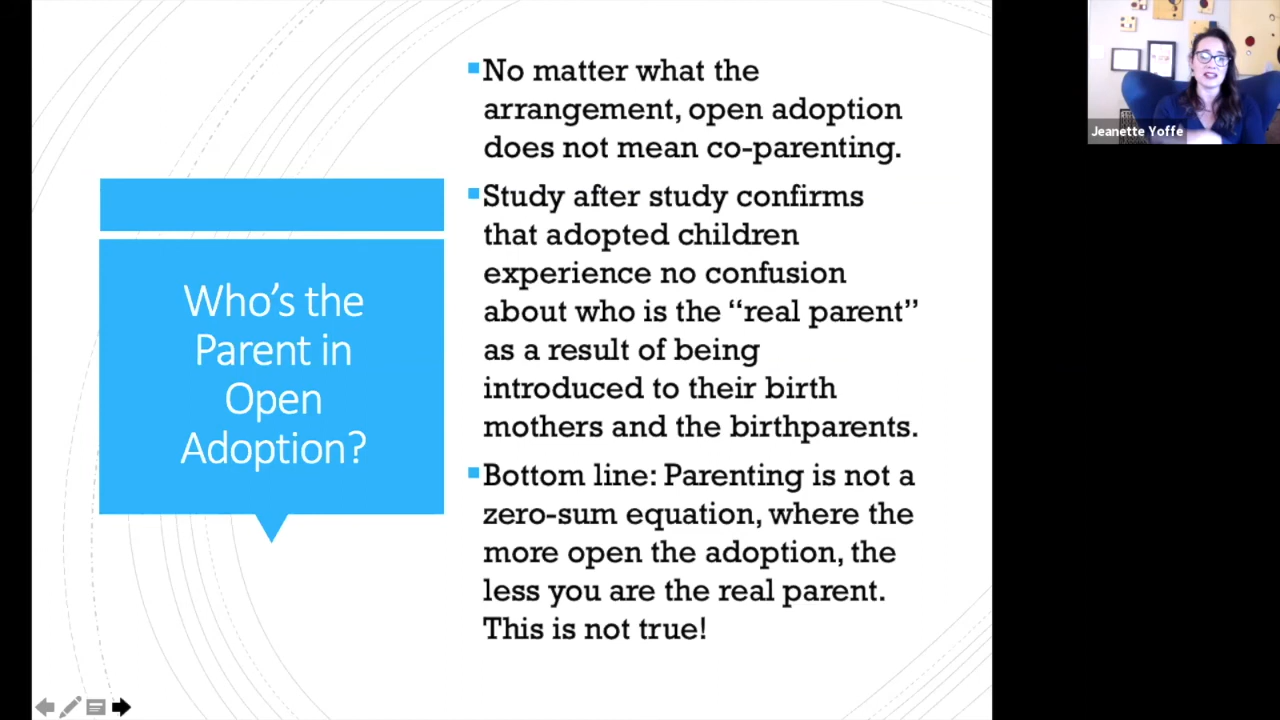 Who’s the
Parent in
Open
Adoption?
No matter what the
arrangement, open adoption
does not mean co-parenting.
Study after study confirms
that adopted children
experience no confusion
about who is the “real parent”
as a result of being
introduced to their birth
mothers and the birthparents.
Bottom line: Parenting is not a
zero-sum equation, where the
more open the adoption, the
less you are the real parent.
This is not true!
Jeanette Yoffe